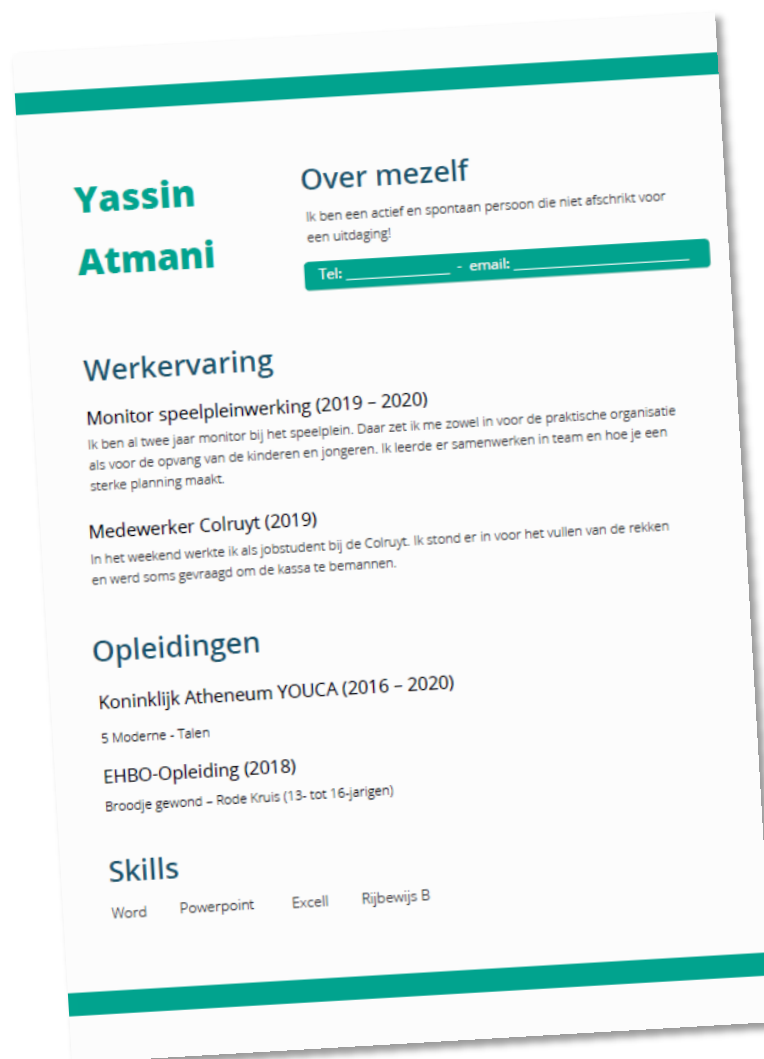 Yassin
Atmani
Over mezelf
Ik ben een actief en spontaan persoon die niet afschrikt voor
een uitdaging!
Tel: _______________ - email: __________________________
Werkervaring
Monitor speelpleinwerking (2019 – 2020)
Ik ben al twee jaar monitor bij het speelplein. Daar zet ik me zowel in voor de praktische organisatie
als voor de opvang van de kinderen en jongeren. Ik leerde er samenwerken in team en hoe je een
sterke planning maakt.
Medewerker Colruyt (2019)
In het weekend werkte ik als jobstudent bij de Colruyt. Ik stond er in voor het vullen van de rekken
en werd soms gevraagd om de kassa te bemannen.
Opleidingen
Koninklijk Atheneum YOUCA (2016 – 2020)
5 Moderne - Talen
EHBO-Opleiding (2018)
Broodje gewond – Rode Kruis (13- tot 16-jarigen)
Skills
Word Powerpoint Excell Rijbewijs B